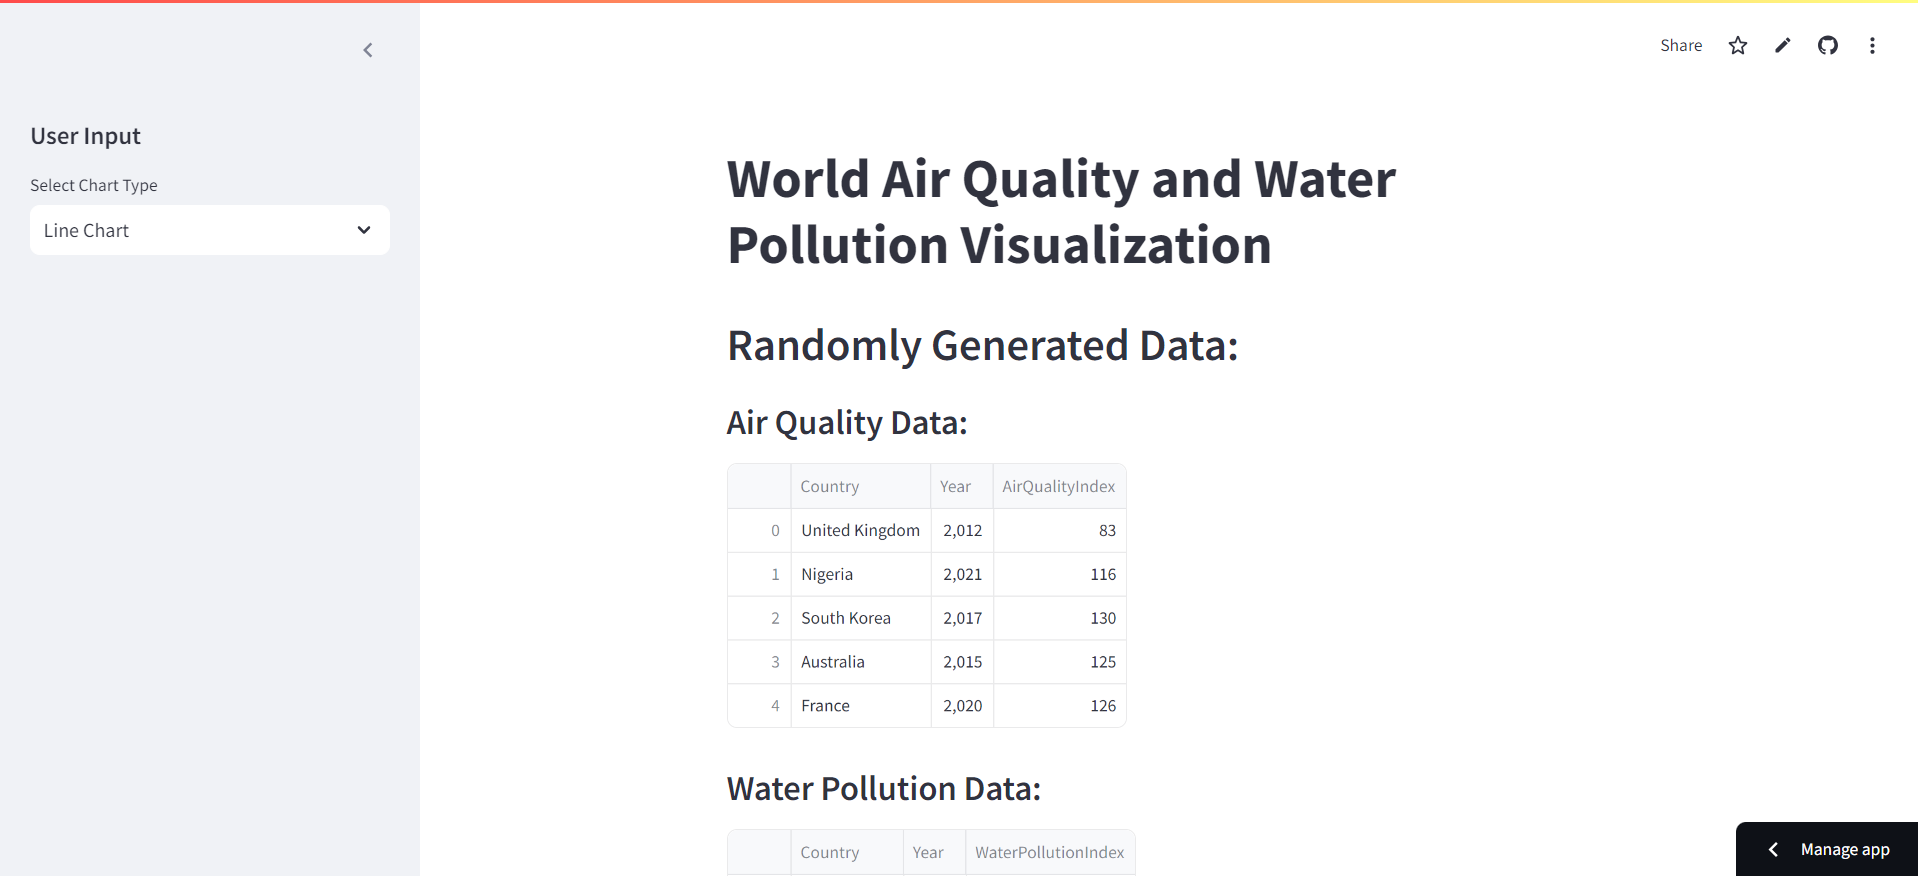 Share
User Input
Select Chart Type
Line Chart
World Air Quality and Water
Pollution Visualization
Randomly Generated Data:
Air Quality Data:
Country Year AirQualityIndex
0 United Kingdom 2,012 83
1 Nigeria 2,021 116
2 South Korea 2,017 130
3 Australia 2,015 125
4 France 2,020 126
Water Pollution Data:
Country Year WaterPollutionIndex
Manage app